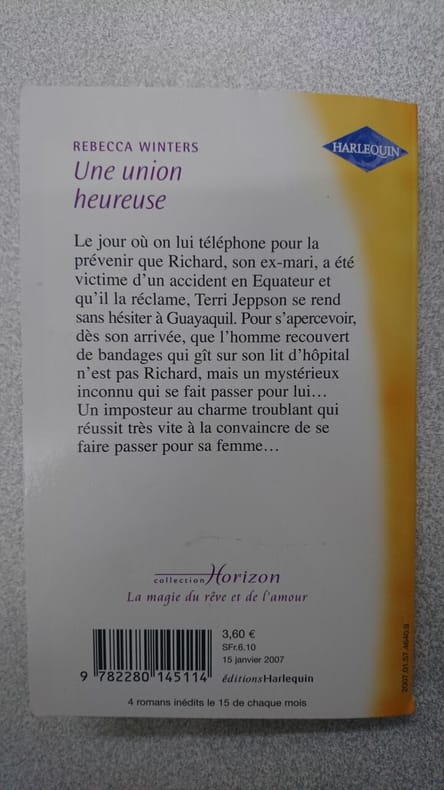 REBECCA WINTERS
Une union
heureuse
HARLEQUIN
Le jour où on lui téléphone pour la
prévenir que Richard, son ex-mari, a été
victime d'un accident en Equateur et
qu'il la réclame, Terri Jeppson se rend
sans hésiter à Guayaquil. Pour s'apercevoir,
dès son arrivée, que l'homme recouvert
de bandages qui gît sur son lit d'hôpital
n'est pas Richard, mais un mystérieux
inconnu qui se fait passer pour lui…
Un imposteur au charme troublant qui
réussit très vite à la convaincre de se
faire passer pour sa femme…
collection Horizon
La magie du rêve et de l'amour
3,60 €
SFr.6.10
15 janvier 2007
éditionsHarlequin
9 782280 145114
4 romans inédits le 15 de chaque mois
2007.01.57.4640.9